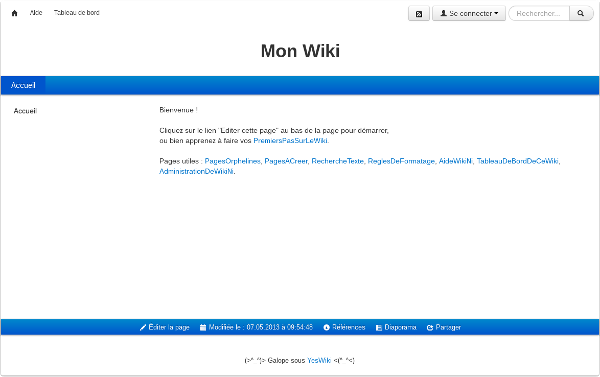 Aide
Tableau de bord
Se connecter
Rechercher...
Mon Wiki
Accueil
Accueil
Bienvenue !
Cliquez sur le lien "Editer cette page" au bas de la page pour démarrer,
ou bien apprenez à faire vos PremiersPasSurLeWiki.
Pages utiles : PagesOrphelines, PagesACreer, RechercheTexte, ReglesDeFormatage, AideWikiNi, TableauDeBordDeCeWiki,
AdministrationDeWikiNi.
Éditer la page
Modifiée le : 07.05.2013 à 09:54:48
Références
Diaporama
Partager
(>^_^)> Galope sous YesWiki <(^_^<)